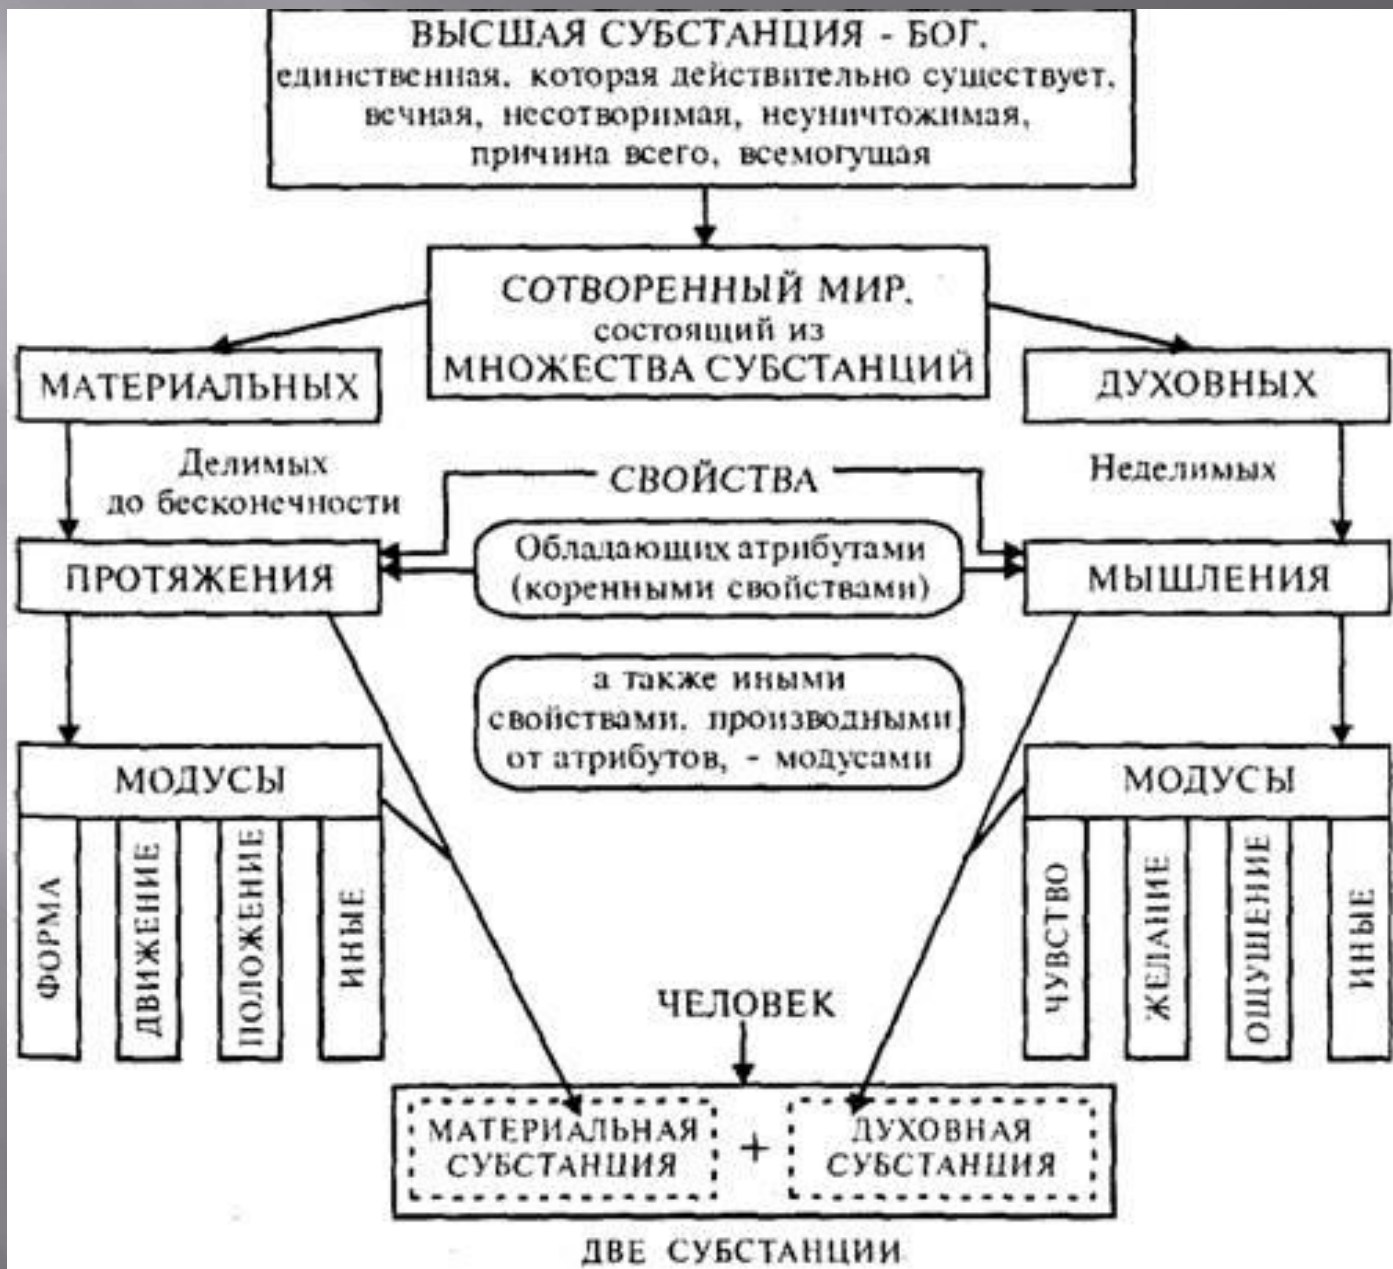 ВЫСШАЯ СУБСТАНЦИЯ - БОГ,
единственная, которая действительно существует,
вечная, несотворимая, неуничтожимая,
причина всего, всемогущая
СОТВОРЕННЫЙ МИР,
состоящий из
МНОЖЕСТВА СУБСТАНЦИЙ
МАТЕРИАЛЬНЫХ
ДУХОВНЫХ
Делимых
до бесконечности
СВОЙСТВА
Неделимых
ПРОТЯЖЕНИЯ
Обладающих атрибутами
(коренными свойствами)
МЫШЛЕНИЯ
а также иными
свойствами, производными
от атрибутов, - модусами
МОДУСЫ
ФОРМА
ДВИЖЕНИЕ
ПОЛОЖЕНИЕ
ИНЫЕ
МОДУСЫ
ЧУВСТВО
ЖЕЛАНИЕ
ОЩУЩЕНИЕ
ИНЫЕ
ЧЕЛОВЕК
МАТЕРИАЛЬНАЯ
СУБСТАНЦИЯ
+
ДУХОВНАЯ
СУБСТАНЦИЯ
ДВЕ СУБСТАНЦИИ